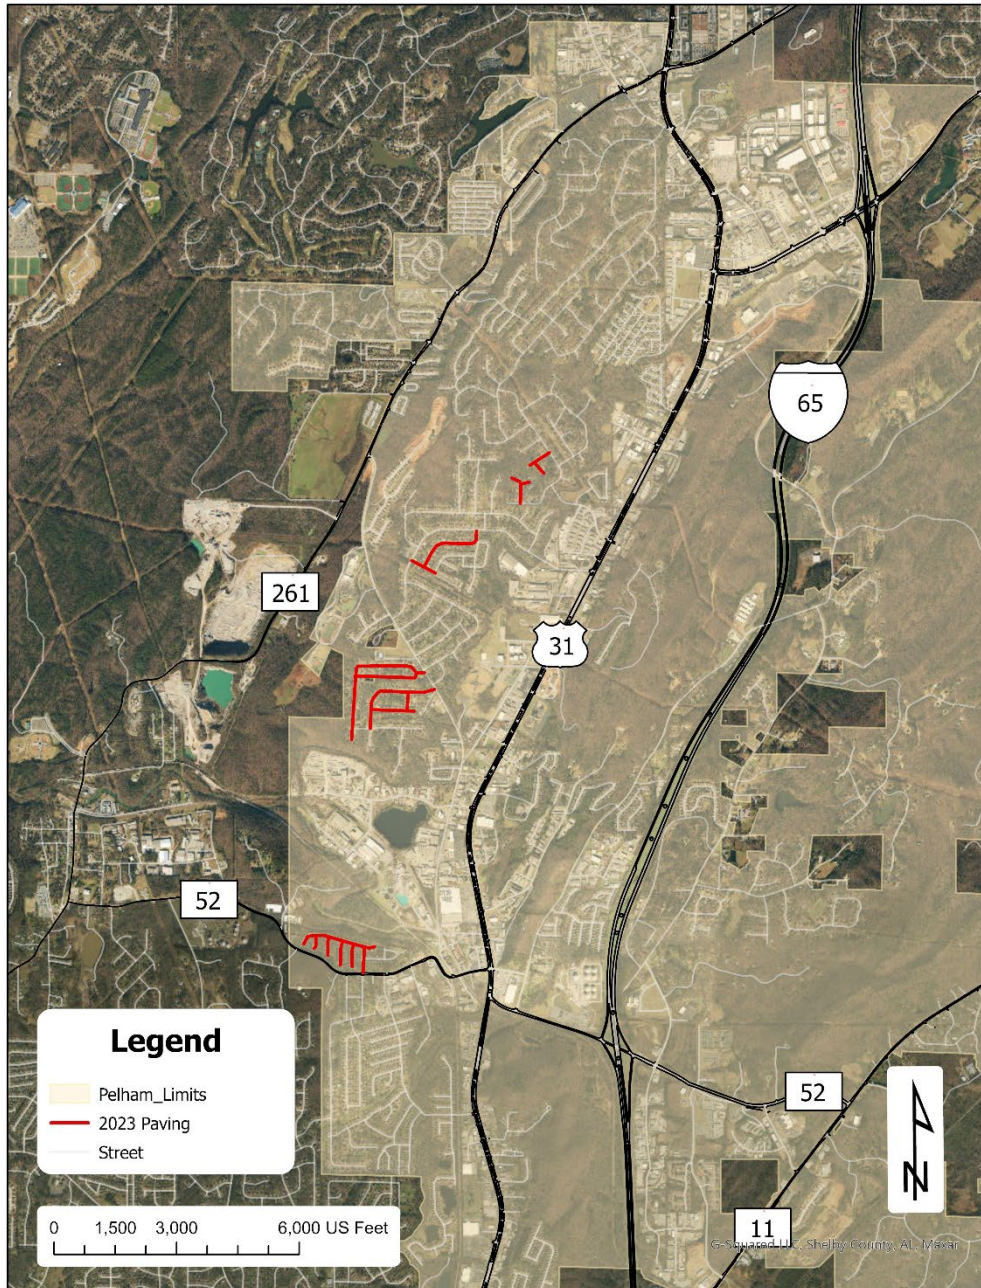 65
261
31
52
Legend
Pelham_Limits
2023 Paving
Street
52
N
0 1,500 3,000 6,000 US Feet
11
G-Squared LLC, Shelby County, AL, Maxar